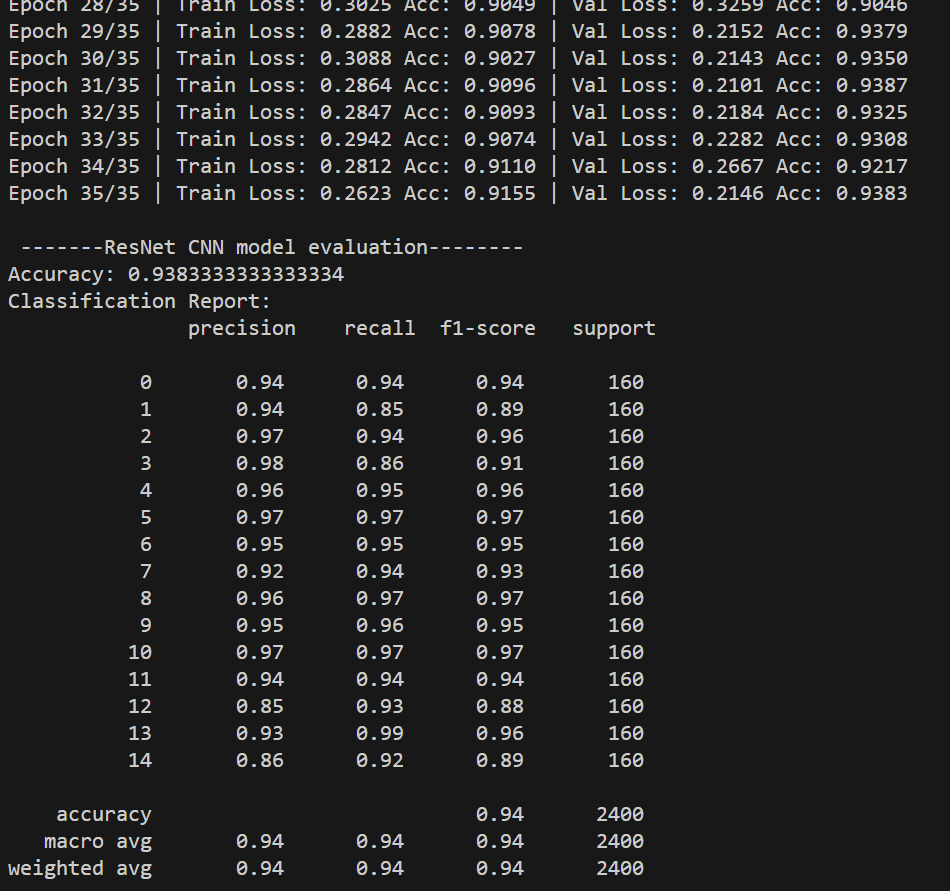 Epoch 28/35 | Train Loss: 0.3025 Acc: 0.9049 | Val Loss: 0.3259 Acc: 0.9046
Epoch 29/35 | Train Loss: 0.2882 Acc: 0.9078 | Val Loss: 0.2152 Acc: 0.9379
Epoch 30/35 | Train Loss: 0.3088 Acc: 0.9027 | Val Loss: 0.2143 Acc: 0.9350
Epoch 31/35 | Train Loss: 0.2864 Acc: 0.9096 | Val Loss: 0.2101 Acc: 0.9387
Epoch 32/35 | Train Loss: 0.2847 Acc: 0.9093 | Val Loss: 0.2184 Acc: 0.9325
Epoch 33/35 | Train Loss: 0.2942 Acc: 0.9074 | Val Loss: 0.2282 Acc: 0.9308
Epoch 34/35 | Train Loss: 0.2812 Acc: 0.9110 | Val Loss: 0.2667 Acc: 0.9217
Epoch 35/35 | Train Loss: 0.2623 Acc: 0.9155 | Val Loss: 0.2146 Acc: 0.9383
-------ResNet CNN model evaluation--------
Accuracy: 0.9383333333333334
Classification Report:
precision recall f1-score support
0 0.94 0.94 0.94 160
1 0.94 0.85 0.89 160
2 0.97 0.94 0.96 160
3 0.98 0.86 0.91 160
4 0.96 0.95 0.96 160
5 0.97 0.97 0.97 160
6 0.95 0.95 0.95 160
7 0.92 0.94 0.93 160
8 0.96 0.97 0.97 160
9 0.95 0.96 0.95 160
10 0.97 0.97 0.97 160
11 0.94 0.94 0.94 160
12 0.85 0.93 0.88 160
13 0.93 0.99 0.96 160
14 0.86 0.92 0.89 160
accuracy 0.94 2400
macro avg 0.94 0.94 0.94 2400
weighted avg 0.94 0.94 0.94 2400